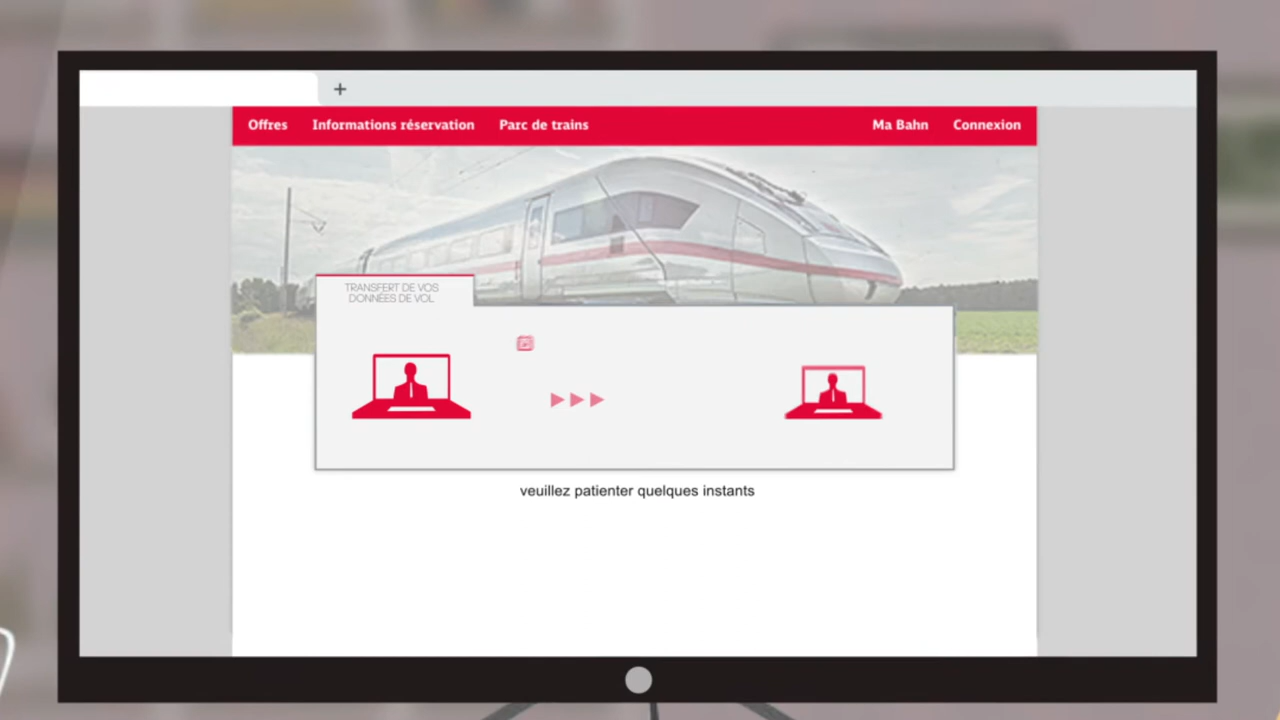 +
Offres Informations réservation Parc de trains Ma Bahn Connexion
TRANSFERT DE VOS
DONNÉES DE VOL
veuillez patienter quelques instants